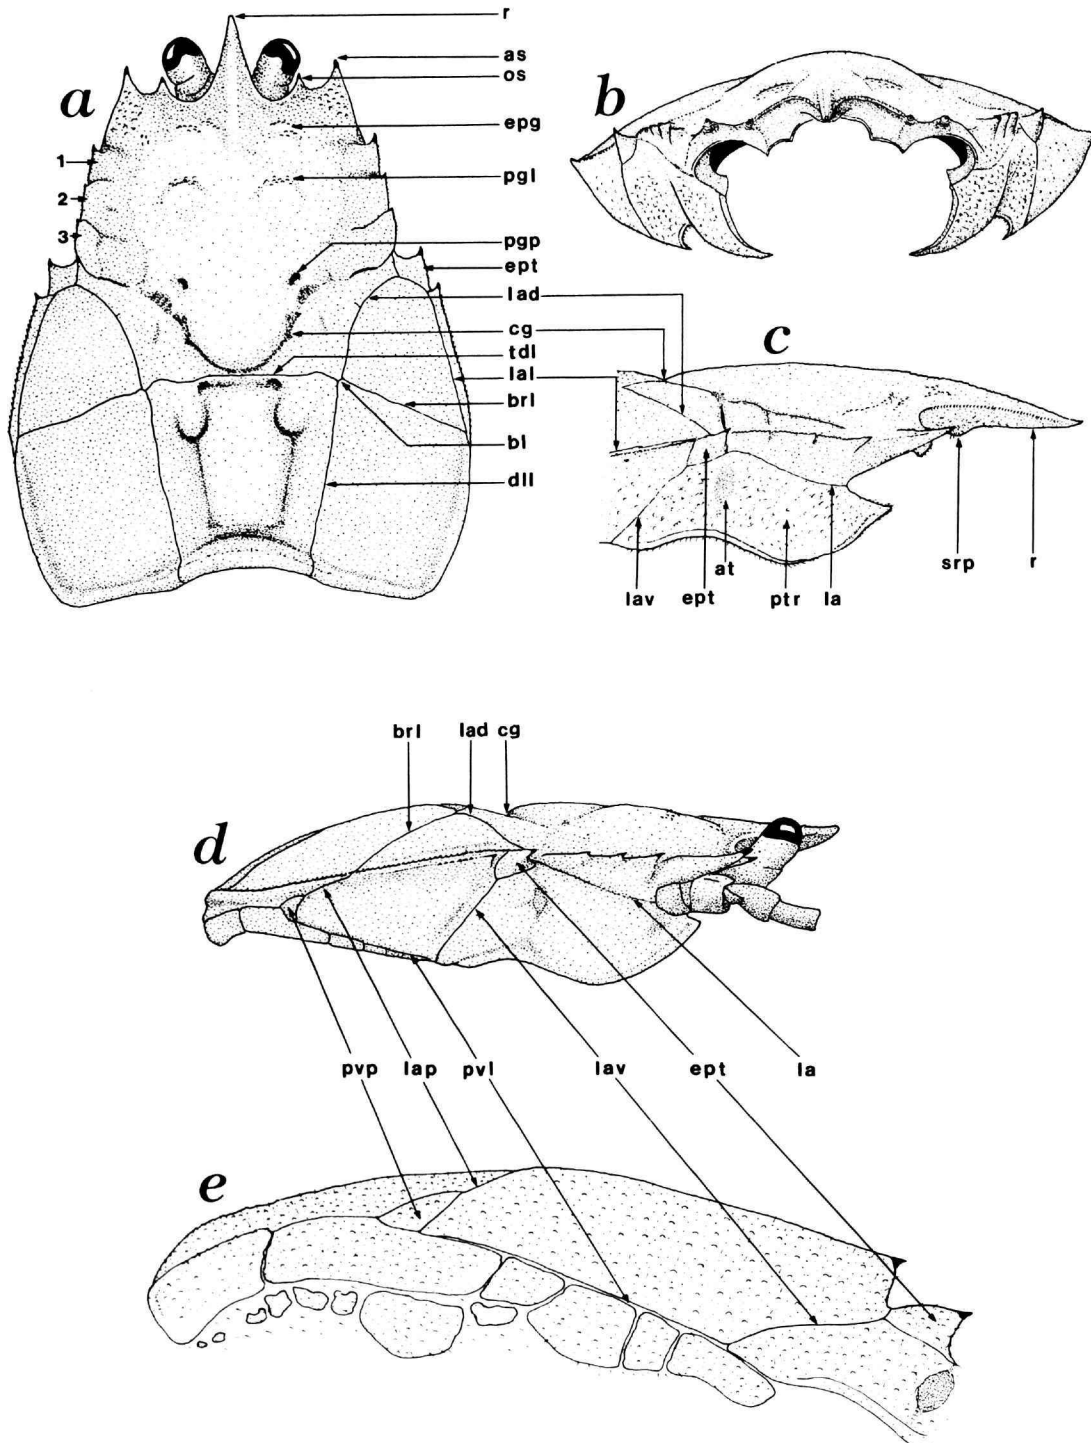 r
as
os
a
b
epg
1
pgl
2
3
pgp
ept
lad
cg
c
tdl
lal
brl
bl
dll
lav
ept
at
ptr
la
srp
r
brl
lad
cg
d
pvp
lap
pvl
lav
ept
la
e